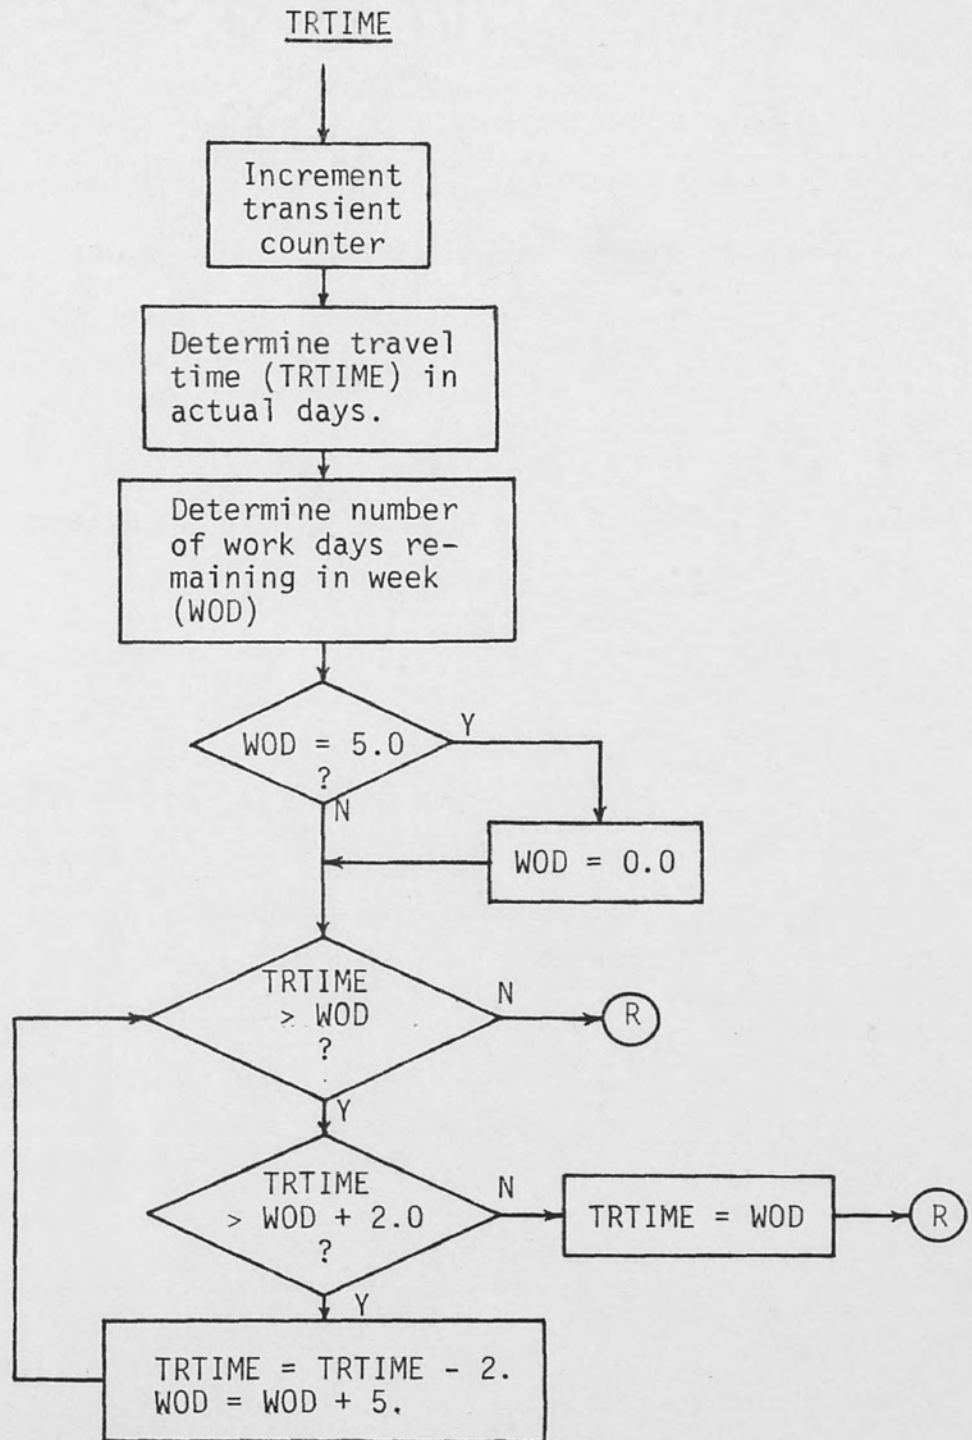 TRTIME
Increment
transient
counter
Determine travel
time (TRTIME) in
actual days.
Determine number
of work days re-
maining in week
(WOD)
WOD = 5.0
?
Y
N
WOD = 0.0
TRTIME
> WOD
?
N
R
Y
TRTIME
> WOD + 2.0
?
N
TRTIME = WOD
R
Y
TRTIME = TRTIME - 2.
WOD = WOD + 5.